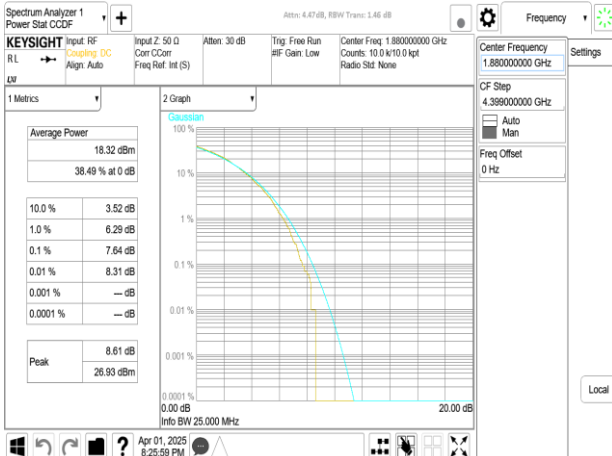 Spectrum Analyzer 1
Power Stat CCDF
+
Attn: 4.67dB, RBW Trans: 1.46 dB
Frequency
KEYSIGHT
RL
Input: RF
Coupling: DC
Align: Auto
Input Z: 50 Ω
Corr CCorr
Freq Ref: Int (S)
Atten: 30 dB
Trig: Free Run
#IF Gain: Low
Center Freq: 1.880000000 GHz
Counts: 10.0 k/10.0 kpt
Radio Std: None
LXI
Center Frequency
1.880000000 GHz
Settings
CF Step
4.399000000 GHz
Auto
Man
Freq Offset
0 Hz
Local
1 Metrics
Average Power
18.32 dBm
38.49 % at 0 dB
10.0 % 3.52 dB
1.0 % 6.29 dB
0.1 % 7.64 dB
0.01 % 8.31 dB
0.001 % --- dB
0.0001 % --- dB
Peak 8.61 dB
26.93 dBm
2 Graph
Gaussian
100 %
10 %
1 %
0.1 %
0.01 %
0.001 %
0.0001 %
0.00 dB 20.00 dB
Info BW 25.000 MHz
?
Apr 01, 2025
8:25:59 PM